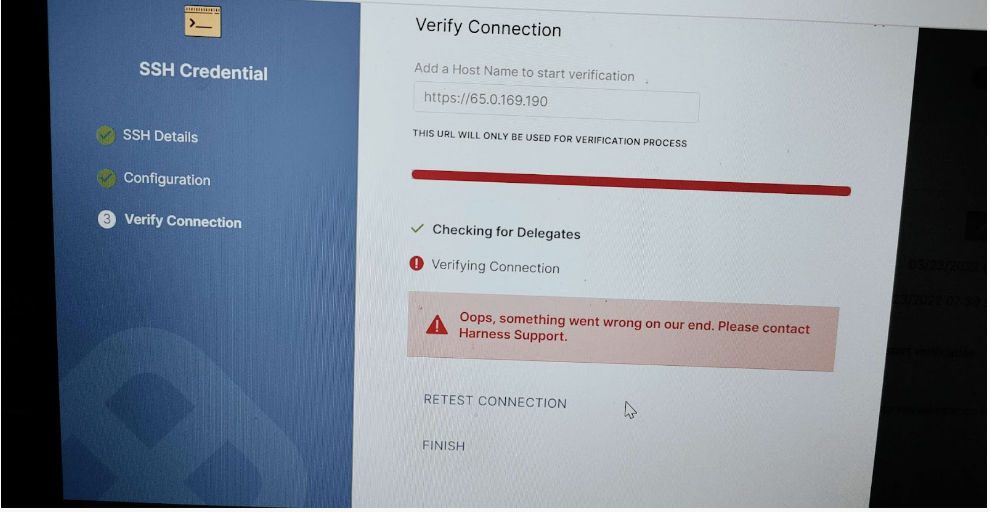 SSH Credential
SSH Details
Configuration
3 Verify Connection
Verify Connection
Add a Host Name to start verification
https://65.0.169.190
THIS URL WILL ONLY BE USED FOR VERIFICATION PROCESS
Checking for Delegates
Verifying Connection
Oops, something went wrong on our end. Please contact
Harness Support.
RETEST CONNECTION
FINISH